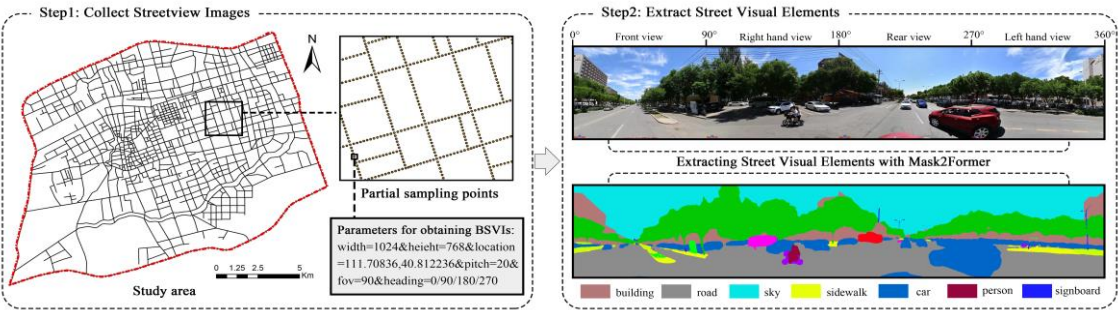 Step1: Collect Streetview Images
N
Partial sampling points
Parameters for obtaining BSVIs:
width=1024&heieht=768&location
=111.70836,40.812236&pitch=20&
fov=90&heading=0/90/180/270
0 1.25 2.5 5
Km
Study area
Step2: Extract Street Visual Elements
0° Front view 90° Right hand view 180° Rear view 270° Left hand view 360°
Extracting Street Visual Elements with Mask2Former
building road sky sidewalk car person signboard